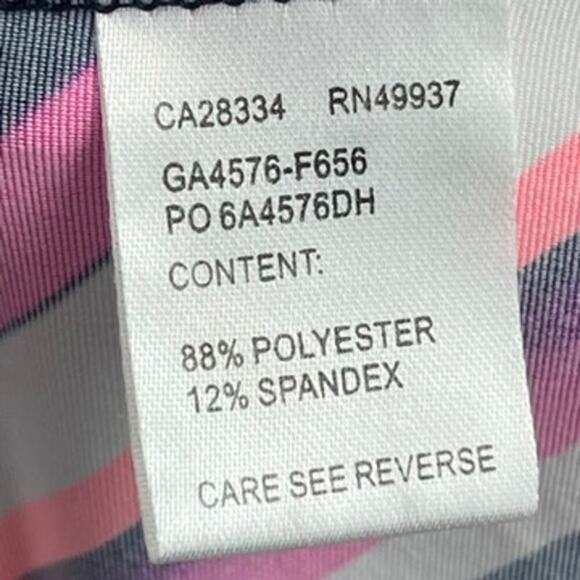 CA28334 RN49937
GA4576-F656
PO 6A4576DH
CONTENT:
88% POLYESTER
12% SPANDEX
CARE SEE REVERSE